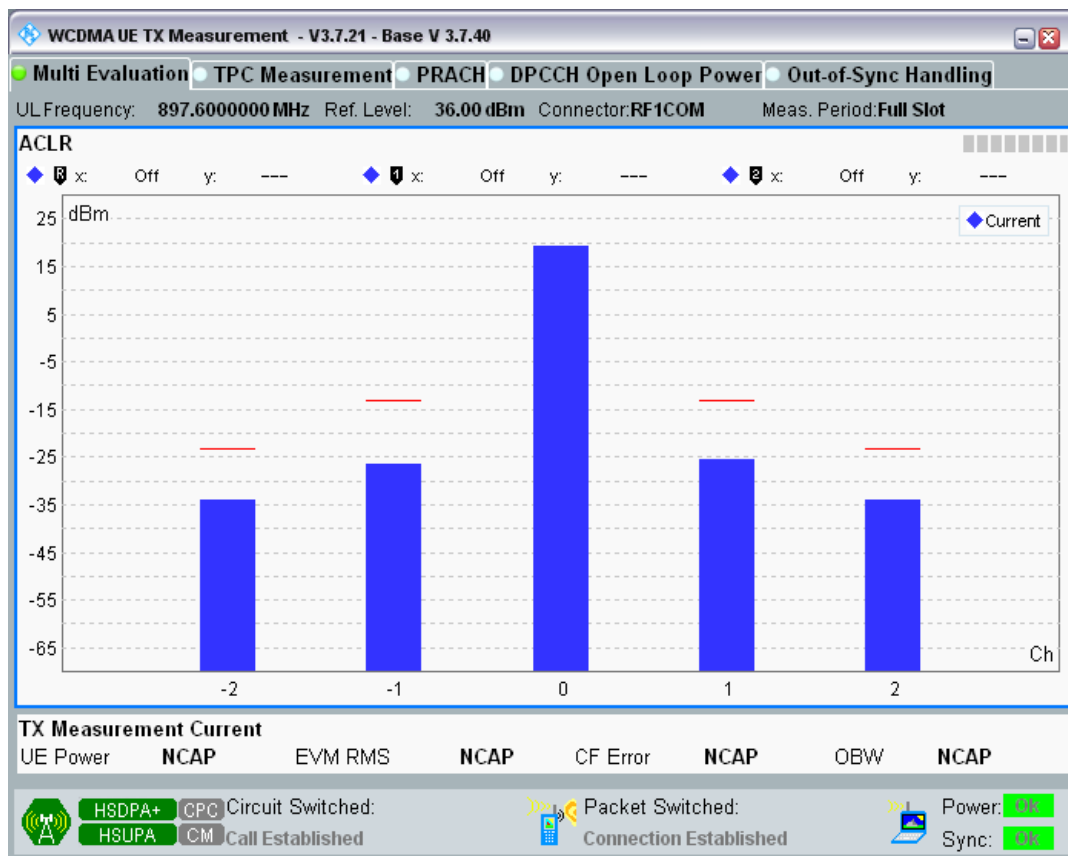 WCDMA UE TX Measurement - V3.7.21 - Base V 3.7.40
Multi Evaluation TPC Measurement PRACH DPCCH Open Loop Power Out-of-Sync Handling
UL Frequency: 897.6000000 MHz Ref. Level: 36.00 dBm Connector:RF1COM Meas. Period:Full Slot
ACLR
R x: Off y: --- 1 x: Off y: --- 2 x: Off y: ---
dBm
Current
25
15
5
-5
-15
-25
-35
-45
-55
-65
Ch
-2 -1 0 1 2
TX Measurement Current
UE Power NCAP EVM RMS NCAP CF Error NCAP OBW NCAP
HSDPA+ CPC Circuit Switched: Packet Switched: Power: OK
HSUPA CM Call Established Connection Established Sync: OK